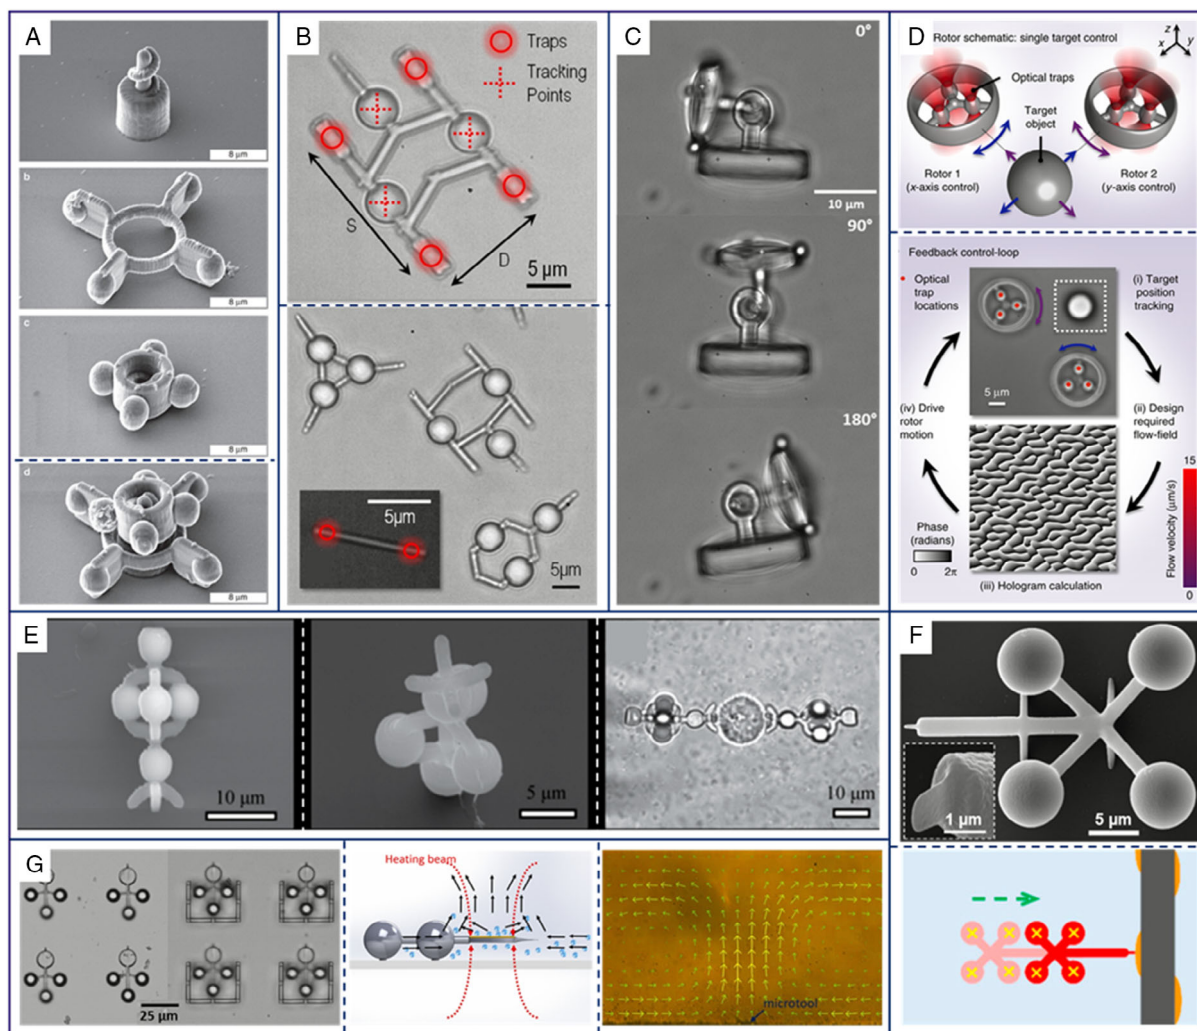 A
8 μm
b
8 μm
c
8 μm
d
8 μm
B
Traps
Tracking
Points
S
D
5 μm
5μm
5μm
C
0°
10 μm
90°
180°
D
Rotor schematic: single target control
z
x
y
Optical traps
Target
object
Rotor 1
(x-axis control)
Rotor 2
(y-axis control)
Feedback control-loop
Optical
trap
locations
(i) Target
position
tracking
5 μm
(iv) Drive
rotor
motion
(ii) Design
required
flow-field
Phase
(radians)
0
2π
(iii) Hologram calculation
Flow velocity (μm/s)
15
0
E
10 μm
5 μm
10 μm
F
1 μm
5 μm
G
25 μm
Heating beam
microtool